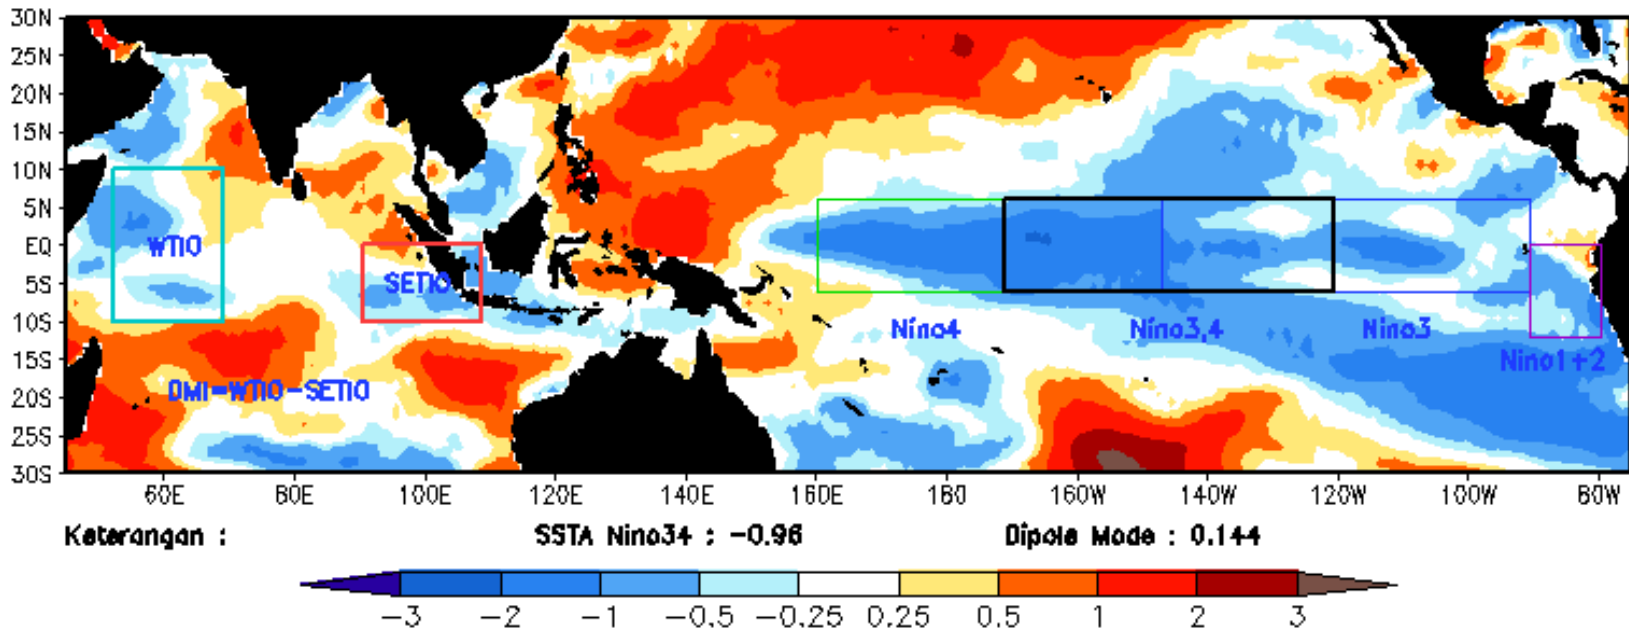 30N
25N
20N
15N
10N
5N
EQ
5S
10S
15S
20S
25S
30S
WTIO
SETIO
Nino4
Nino3,4
Nino3
Nino1+2
DMI=WTIO-SETIO
60E 80E 100E 120E 140E 160E 180 160W 140W 120W 100W 80W
Keterangan : SSTA Nino34 : -0.96 Dipole Mode : 0.144
-3 -2 -1 -0.5 -0.25 0.25 0.5 1 2 3